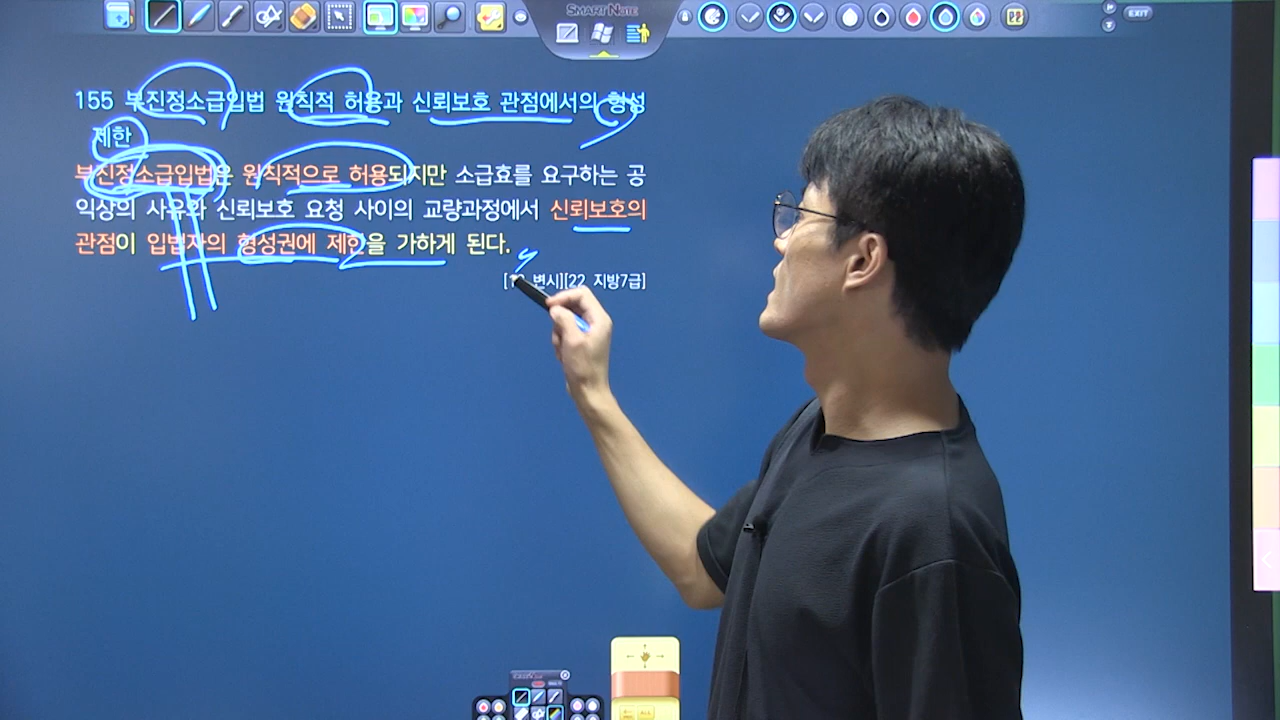 SMART NOTE
EXIT
155 부진정소급입법 원칙적 허용과 신뢰보호 관점에서의 형성
제한
부진정소급입법은 원칙적으로 허용되지만 소급효를 요구하는 공
익상의 사유와 신뢰보호 요청 사이의 교량과정에서 신뢰보호의
관점이 입법자의 형성권에 제한을 가하게 된다.
변시][22 지방7급]
ALL